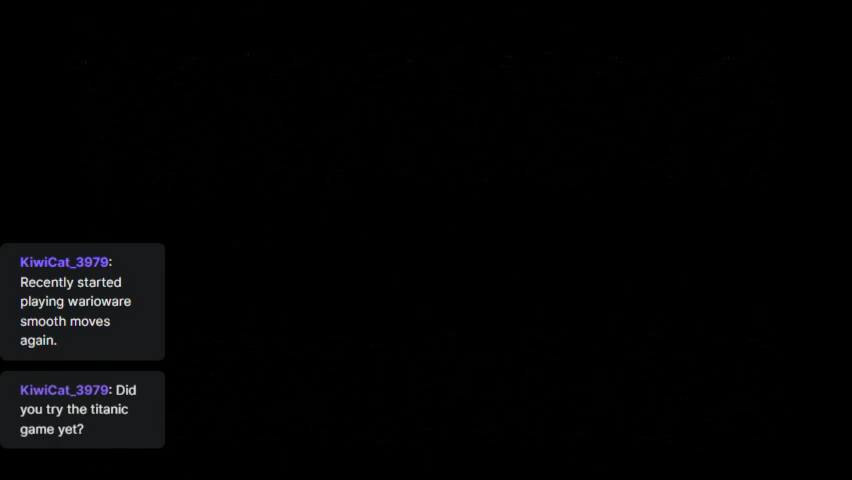 KiwiCat_3979:
Recently started
playing warioware
smooth moves
again.
KiwiCat_3979: Did
you try the titanic
game yet?